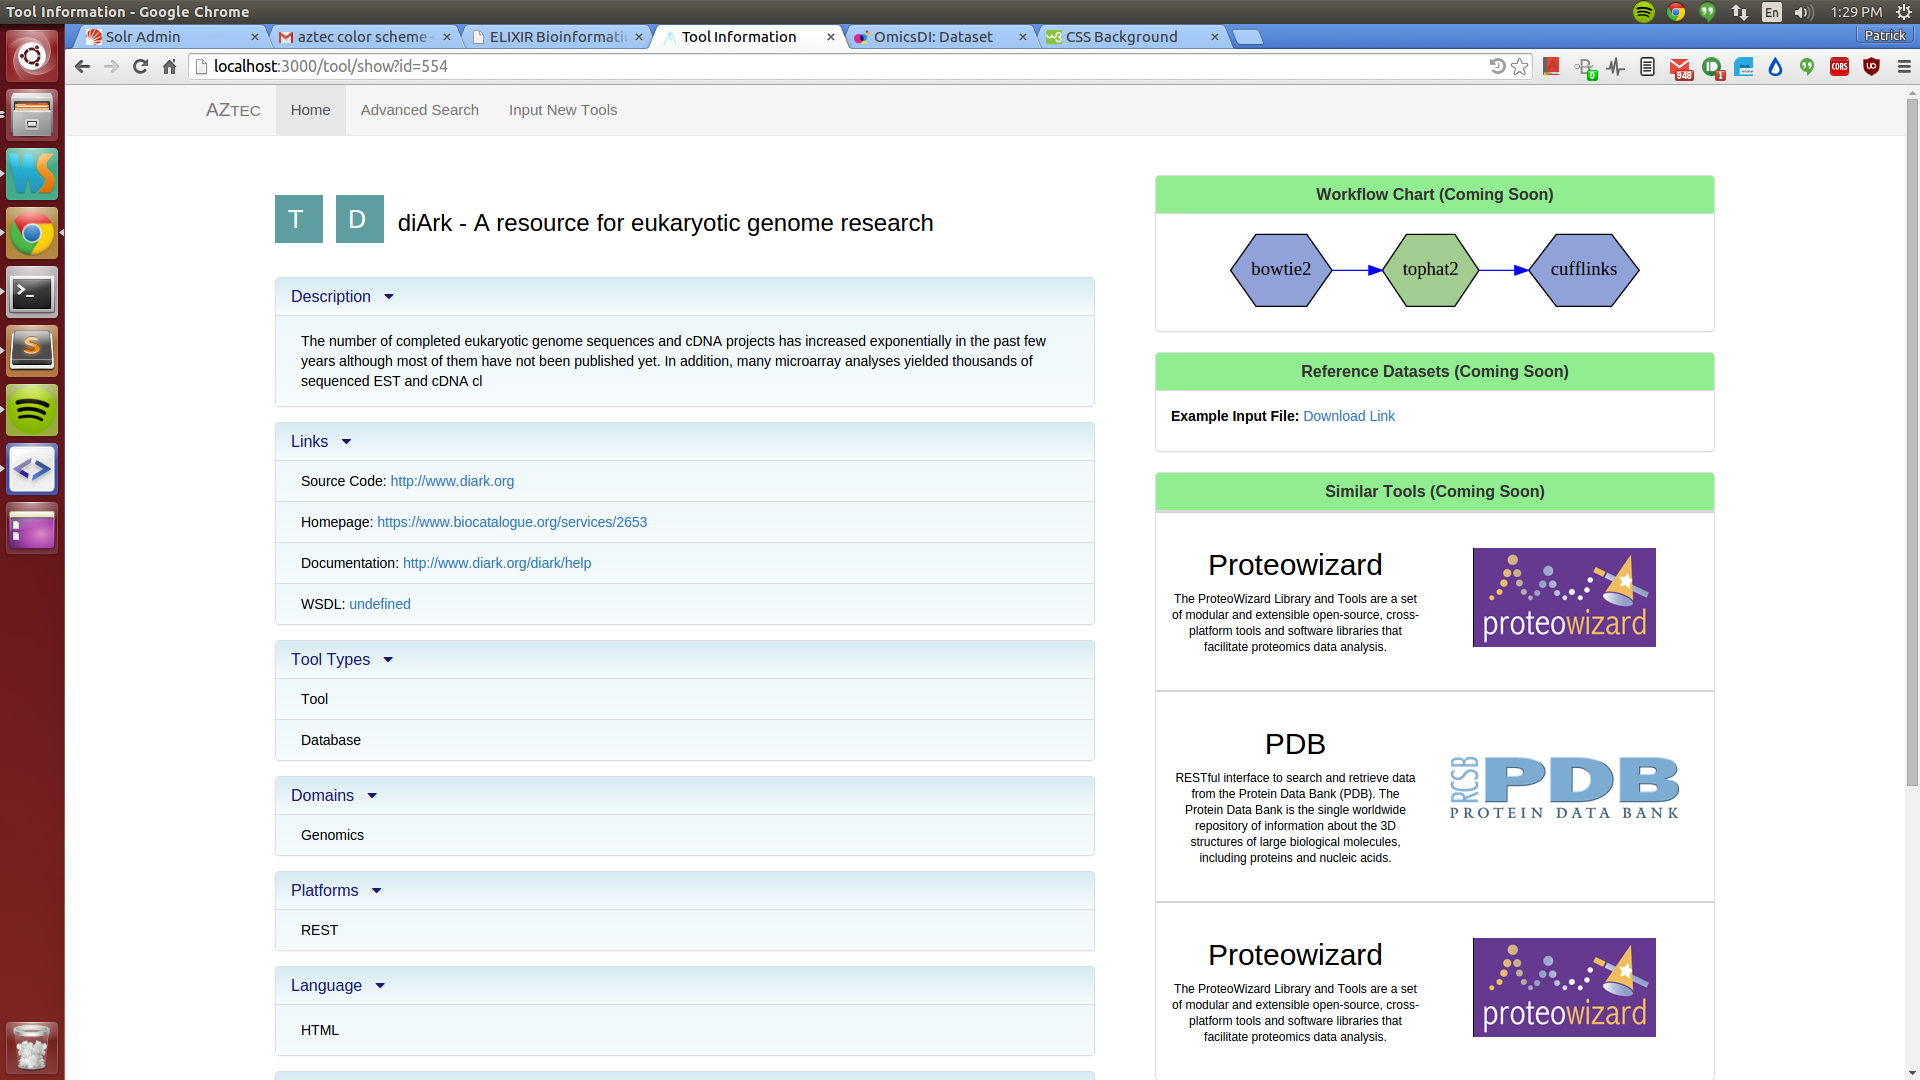 Tool Information - Google Chrome
En
1:29 PM
Solr Admin
aztec color scheme -
ELIXIR Bioinformati
Tool Information
OmicsDI: Dataset
CSS Background
Patrick
localhost:3000/tool/show?id=554
0
948
1
CORS
AZTEC
Home
Advanced Search
Input New Tools
T
D
diArk - A resource for eukaryotic genome research
Description
The number of completed eukaryotic genome sequences and cDNA projects has increased exponentially in the past few
years although most of them have not been published yet. In addition, many microarray analyses yielded thousands of
sequenced EST and cDNA cl
Links
Source Code: http://www.diark.org
Homepage: https://www.biocatalogue.org/services/2653
Documentation: http://www.diark.org/diark/help
WSDL: undefined
Tool Types
Tool
Database
Domains
Genomics
Platforms
REST
Language
HTML
Workflow Chart (Coming Soon)
bowtie2
tophat2
cufflinks
Reference Datasets (Coming Soon)
Example Input File: Download Link
Similar Tools (Coming Soon)
Proteowizard
The ProteoWizard Library and Tools are a set
of modular and extensible open-source, cross-
platform tools and software libraries that
facilitate proteomics data analysis.
proteowizard
PDB
RESTful interface to search and retrieve data
from the Protein Data Bank (PDB). The
Protein Data Bank is the single worldwide
repository of information about the 3D
structures of large biological molecules,
including proteins and nucleic acids.
RCSB
PDB
PROTEIN DATA BANK
Proteowizard
The ProteoWizard Library and Tools are a set
of modular and extensible open-source, cross-
platform tools and software libraries that
facilitate proteomics data analysis.
proteowizard